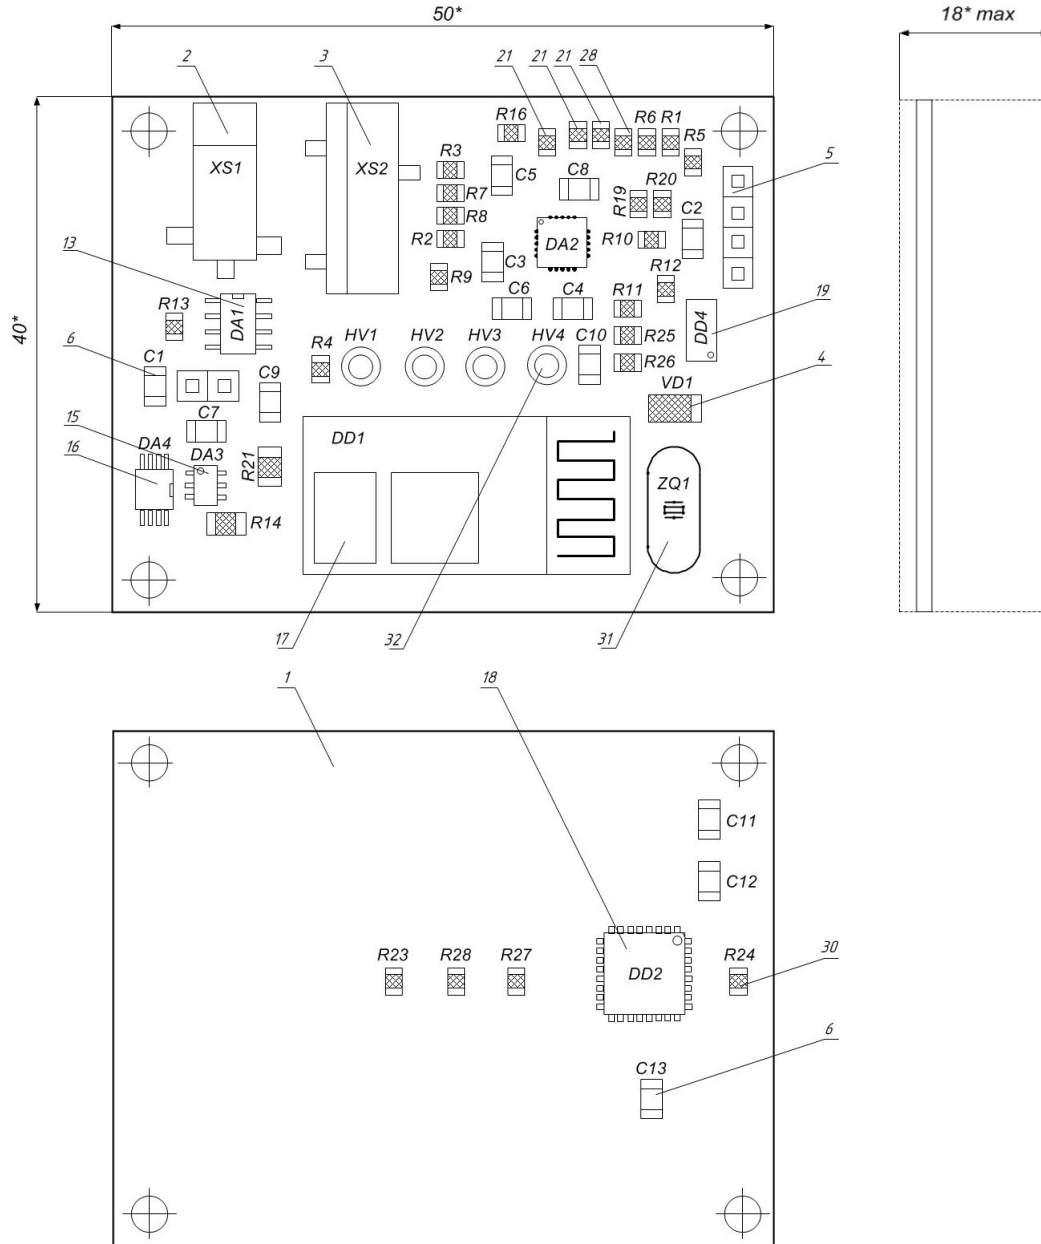 50*
18* max
2
3
21
21
21
28
R16
R6
R1
R5
5
XS1
XS2
R3
C5
C8
R7
R19
R20
R8
C2
R2
DA2
R10
13
C3
R9
R12
19
C6
C4
R11
R13
DA1
40*
HV1
HV2
HV3
HV4
C10
R25
DD4
6
R4
R26
C1
C9
VD1
4
15
C7
DA4
DA3
DD1
16
R21
ZQ1
R14
17
32
31
1
18
C11
C12
R23
R28
R27
DD2
R24
30
6
C13